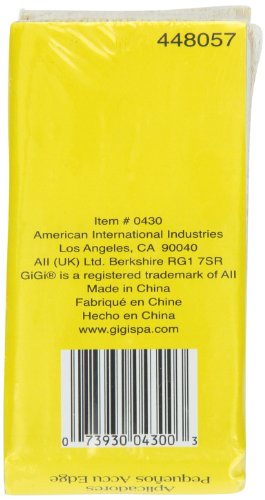 448057
Item # 0430
American International Industries
Los Angeles, CA  90040
AII (UK) Ltd. Berkshire RG1 7SR
GiGi® is a registered trademark of AII
Made in China
Fabriqué en Chine
Hecho en China
www.gigispa.com
0 73930 04300 3
Pequeños Accu Edge
Aplicadores